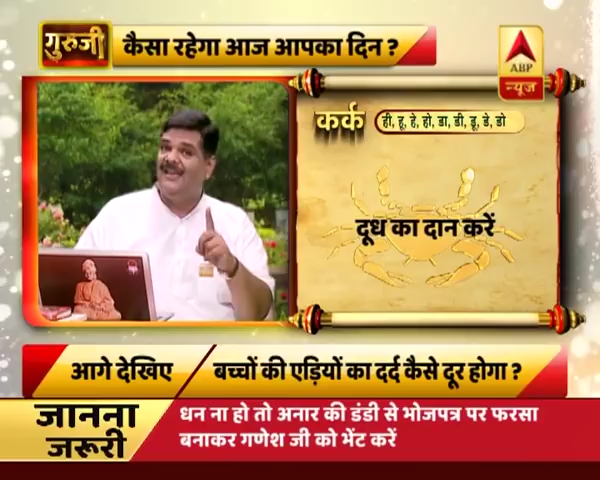 गुरुजी
कैसा रहेगा आज आपका दिन ?
ABP
न्यूज़
कर्क
ही, हू, हे, हो, डा, डी, डू, डे, डो
दूध का दान करें
आगे देखिए
बच्चों की एड़ियों का दर्द कैसे दूर होगा ?
जानना
जरूरी
धन ना हो तो अनार की डंडी से भोजपत्र पर फरसा
बनाकर गणेश जी को भेंट करें